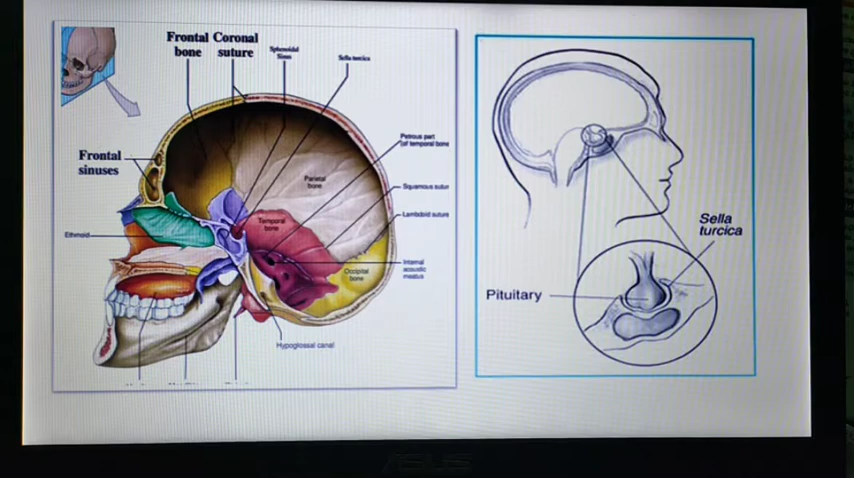 Frontal
bone
Coronal
suture
Sphenoidal
Sinus
Sella turcica
Petrous part
(of temporal bone
Parietal
bone
Frontal
sinuses
Squamous sutur
Lambdoid suture
Temporal
bone
Ethmoid
Internal
acoustic
meatus
Occipital
bone
Hypoglossal canal
Sella
turcica
Pituitary
ASUS